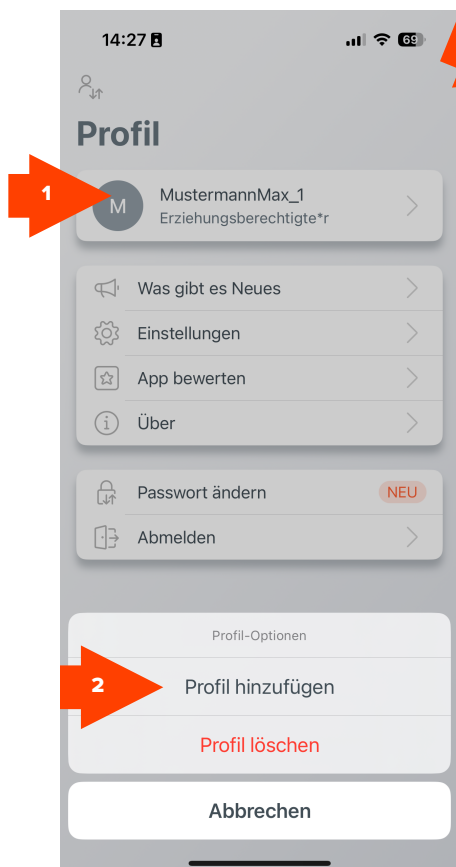 14:27
69
Profil
1
M
MustermannMax_1
Erziehungsberechtigte*r
Was gibt es Neues
Einstellungen
App bewerten
Über
Passwort ändern
NEU
Abmelden
Profil-Optionen
2
Profil hinzufügen
Profil löschen
Abbrechen